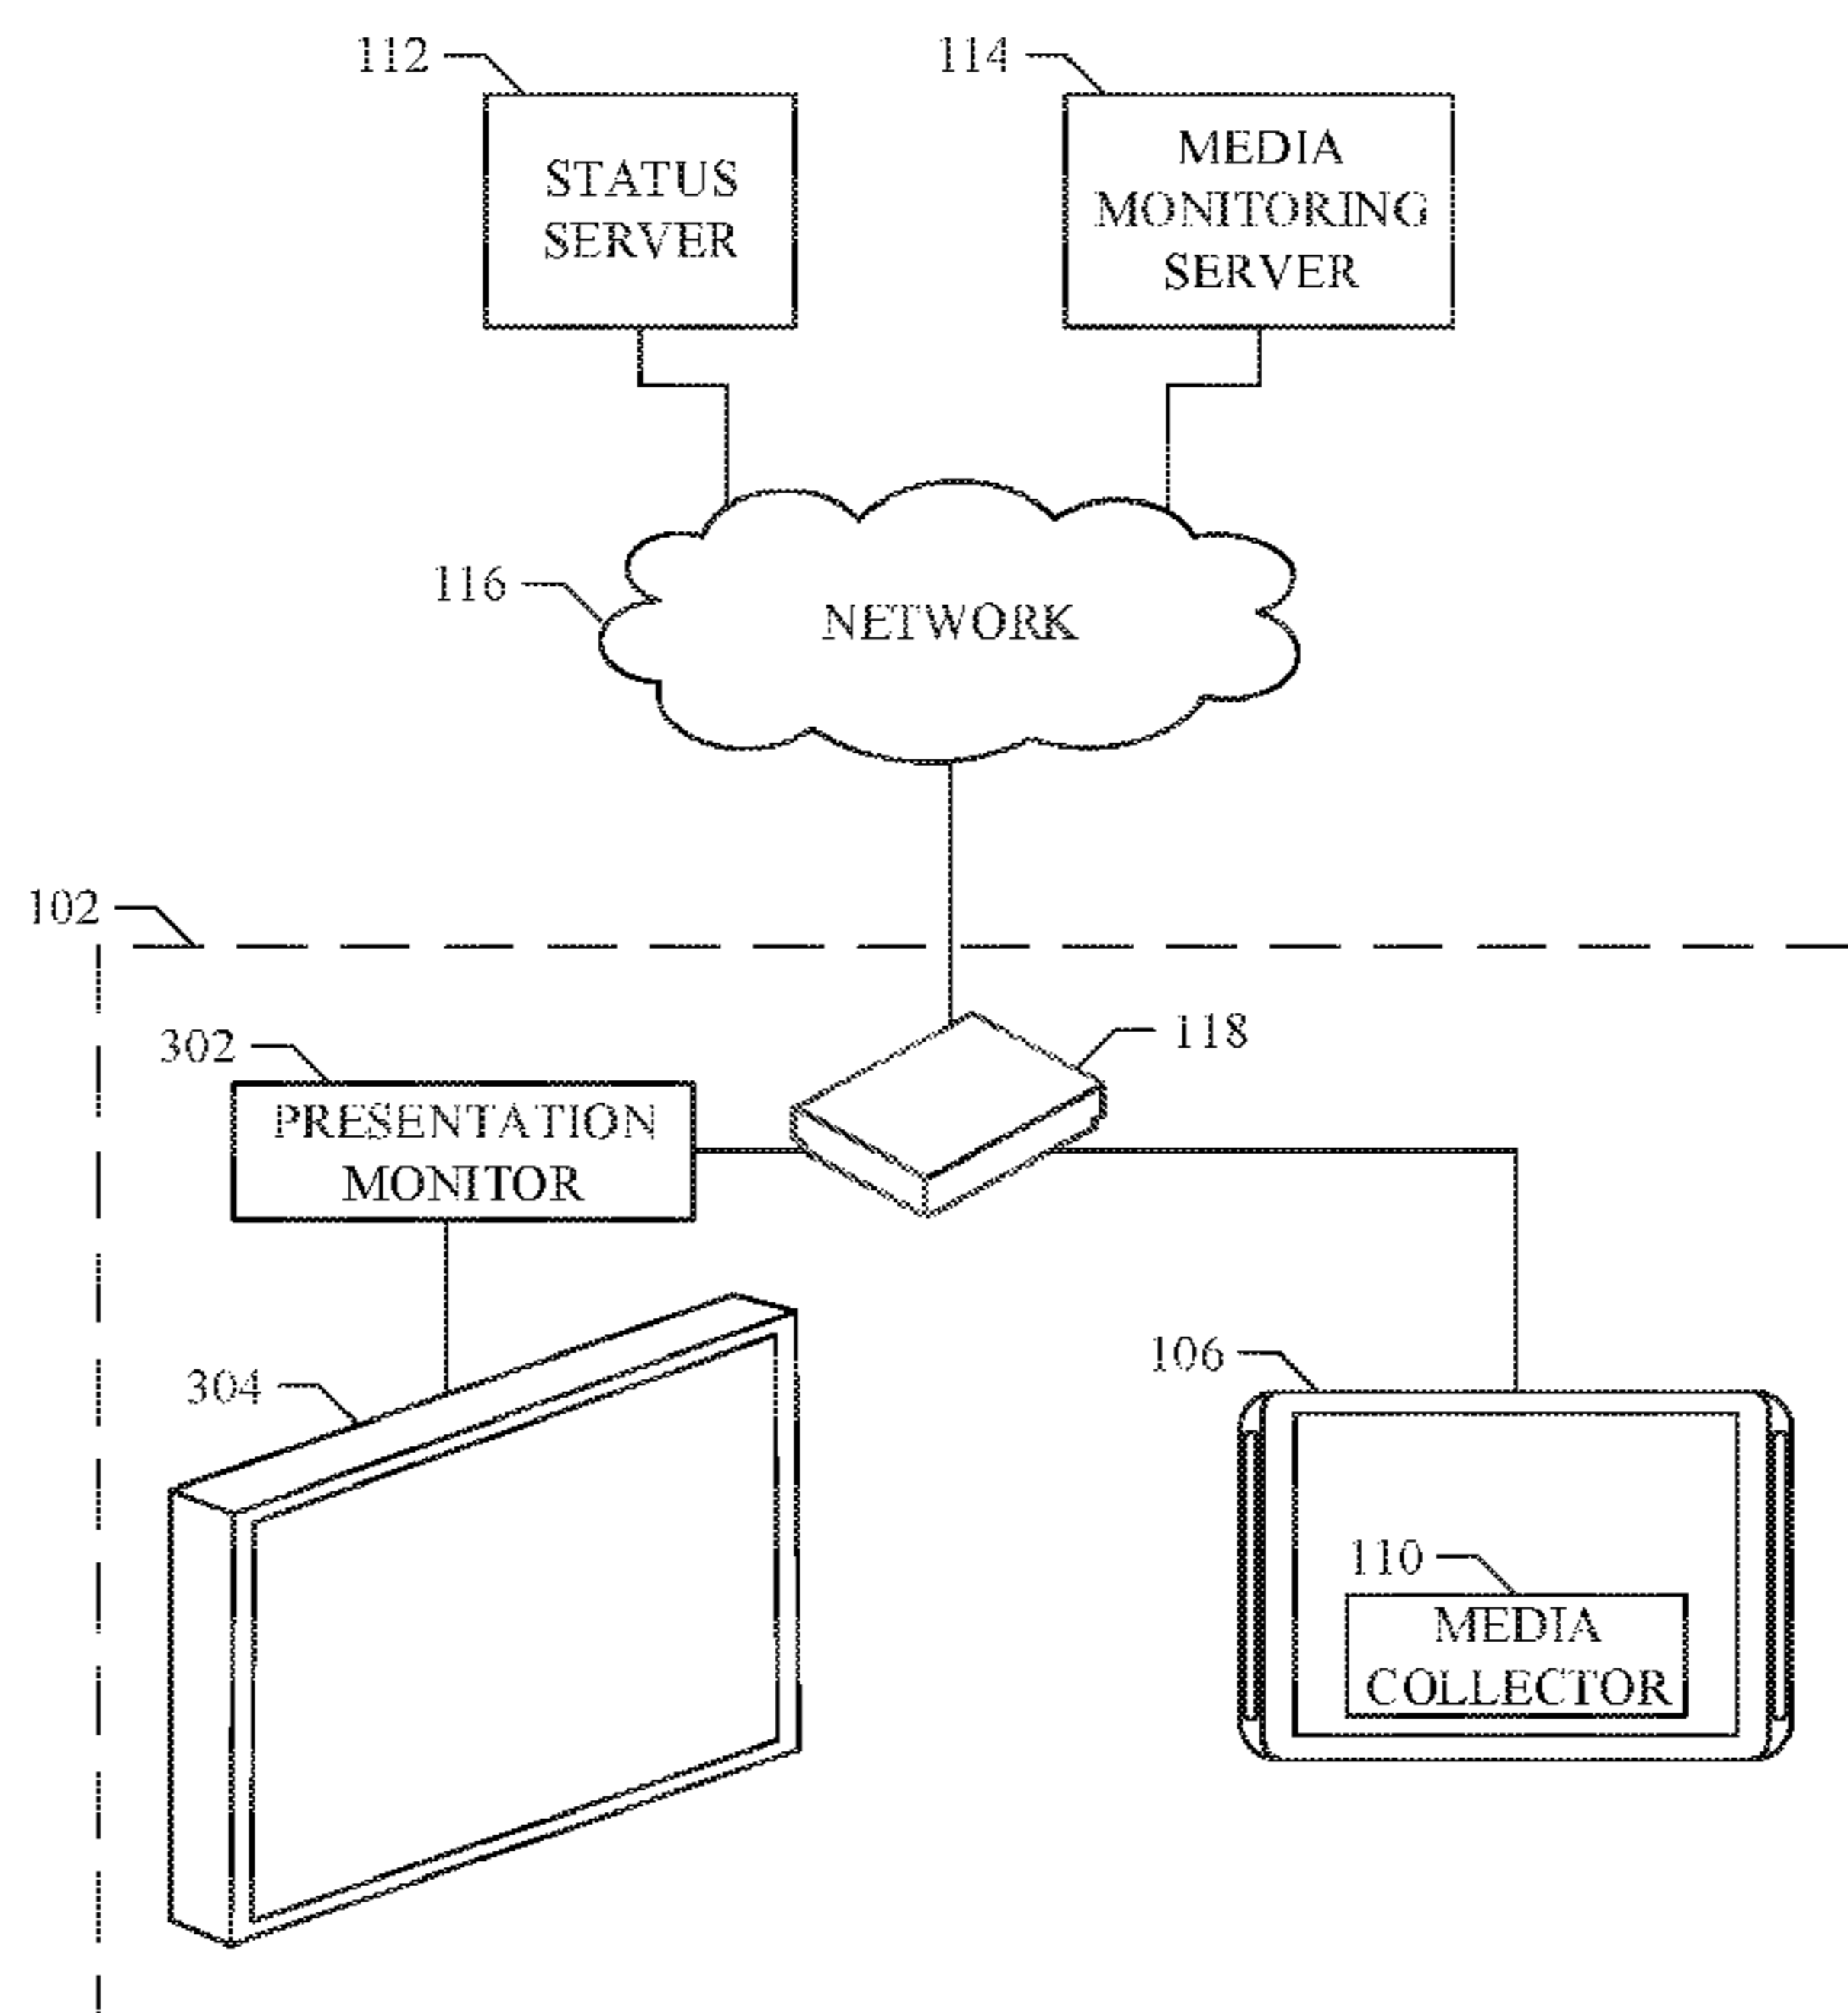 112
114
STATUS
SERVER
MEDIA
MONITORING
SERVER
116
NETWORK
102
302
118
PRESENTATION
MONITOR
304
106
110
MEDIA
COLLECTOR